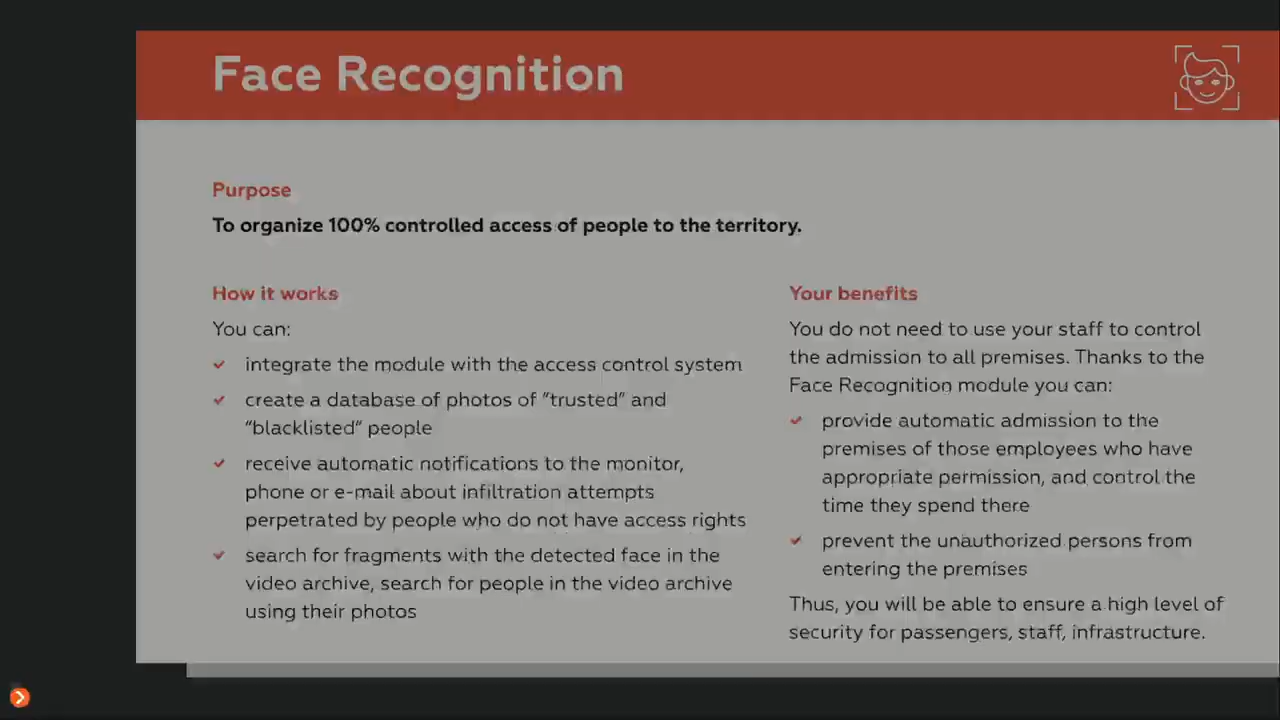 Face Recognition
Purpose
To organize 100% controlled access of people to the territory.
How it works
You can:
integrate the module with the access control system
create a database of photos of "trusted" and
"blacklisted" people
receive automatic notifications to the monitor,
phone or e-mail about infiltration attempts
perpetrated by people who do not have access rights
search for fragments with the detected face in the
video archive, search for people in the video archive
using their photos
Your benefits
You do not need to use your staff to control
the admission to all premises. Thanks to the
Face Recognition module you can:
provide automatic admission to the
premises of those employees who have
appropriate permission, and control the
time they spend there
prevent the unauthorized persons from
entering the premises
Thus, you will be able to ensure a high level of
security for passengers, staff, infrastructure.